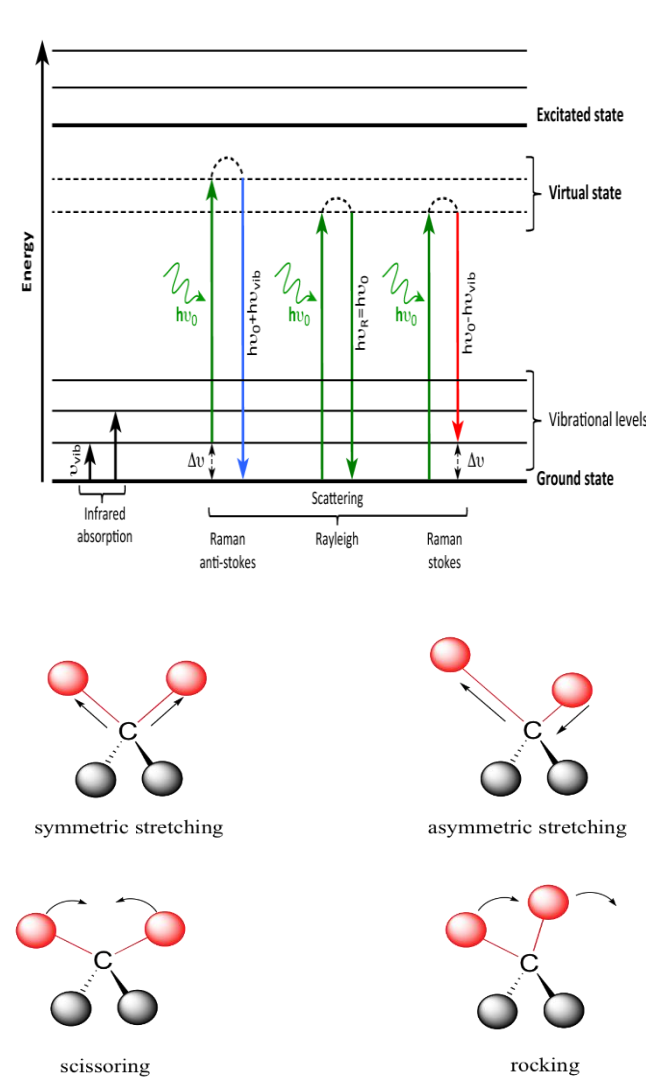 Energy
Excitated state
Virtual state
hυ0
hυ0+hυvib
hυ0
hυR=hυ0
hυ0
hυ0-hυvib
Vibrational levels
υvib
Δυ
Δυ
Ground state
Infrared
absorption
Scattering
Raman
anti-stokes
Rayleigh
Raman
stokes
C
symmetric stretching
C
asymmetric stretching
C
scissoring
C
rocking